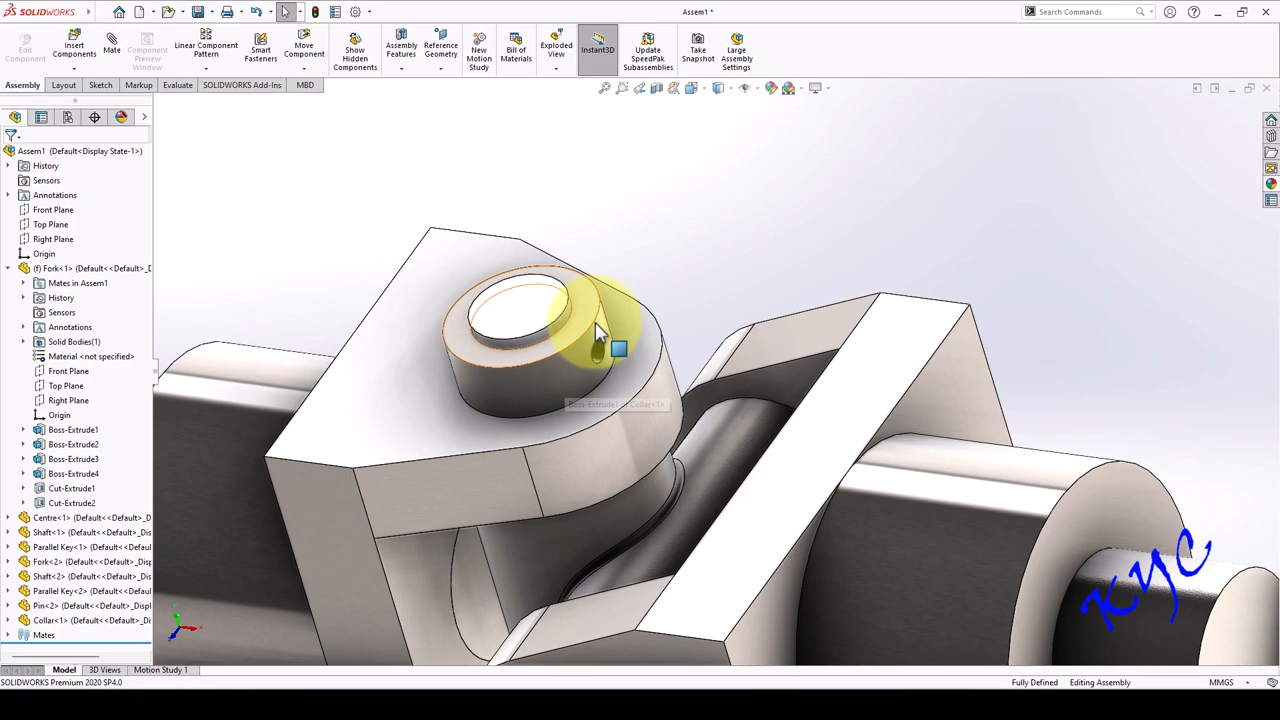 SOLIDWORKS
Assem1 *
Search Commands
Edit Component
Insert Components
Mate
Component Preview Window
Linear Component Pattern
Smart Fasteners
Move Component
Show Hidden Components
Assembly Features
Reference Geometry
New Motion Study
Bill of Materials
Exploded View
Instant3D
Update SpeedPak Subassemblies
Take Snapshot
Large Assembly Settings
Assembly
Layout
Sketch
Markup
Evaluate
SOLIDWORKS Add-Ins
MBD
Assem1 (Default<Display State-1>)
History
Sensors
Annotations
Front Plane
Top Plane
Right Plane
Origin
(f) Fork<1> (Default<<Default>_D
Mates in Assem1
History
Sensors
Annotations
Solid Bodies(1)
Material <not specified>
Front Plane
Top Plane
Right Plane
Origin
Boss-Extrude1
Boss-Extrude2
Boss-Extrude3
Boss-Extrude4
Cut-Extrude1
Cut-Extrude2
Centre<1> (Default<<Default>_D
Shaft<1> (Default<<Default>_Dis
Parallel Key<1> (Default<<Defau
Fork<2> (Default<<Default>_Disp
Shaft<2> (Default<<Default>_Dis
Parallel Key<2> (Default<<Defau
Pin<2> (Default<<Default>_Displ
Collar<1> (Default<<Default>_Di
Mates
Boss-Extrude1 of Collar<1>
KYC
Model
3D Views
Motion Study 1
SOLIDWORKS Premium 2020 SP4.0
Fully Defined
Editing Assembly
MMGS